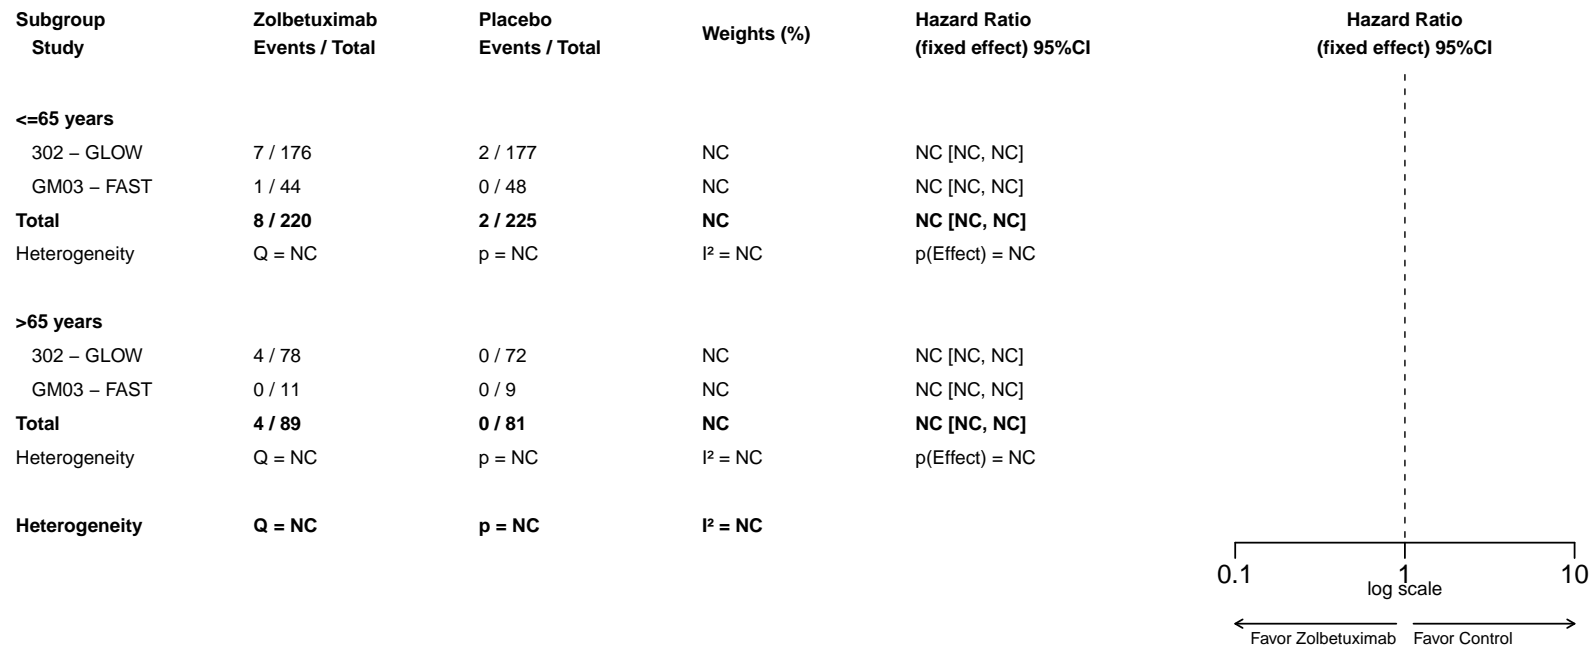 Subgroup Zolbetuximab Placebo Weights (%) Hazard Ratio Hazard Ratio
Study Events / Total Events / Total (fixed effect) 95%CI (fixed effect) 95%CI
<=65 years
302 – GLOW 7 / 176 2 / 177 NC NC [NC, NC]
GM03 – FAST 1 / 44 0 / 48 NC NC [NC, NC]
Total 8 / 220 2 / 225 NC NC [NC, NC]
Heterogeneity Q = NC p = NC I² = NC p(Effect) = NC
>65 years
302 – GLOW 4 / 78 0 / 72 NC NC [NC, NC]
GM03 – FAST 0 / 11 0 / 9 NC NC [NC, NC]
Total 4 / 89 0 / 81 NC NC [NC, NC]
Heterogeneity Q = NC p = NC I² = NC p(Effect) = NC
Heterogeneity Q = NC p = NC I² = NC
0.1 1 10
log scale
Favor Zolbetuximab Favor Control